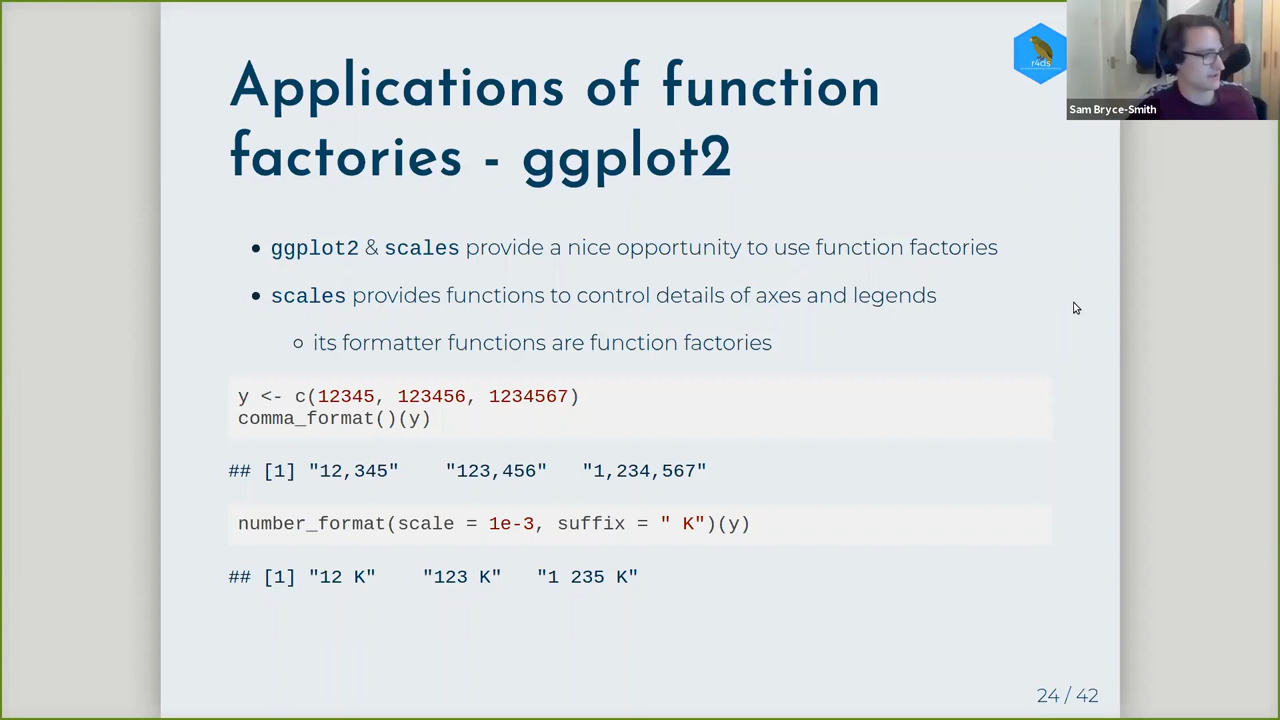 Applications of function
factories - ggplot2
r4ds
Sam Bryce-Smith
ggplot2 & scales provide a nice opportunity to use function factories
scales provides functions to control details of axes and legends
its formatter functions are function factories
y <- c(12345, 123456, 1234567)
comma_format()(y)
## [1] "12,345"    "123,456"   "1,234,567"
number_format(scale = 1e-3, suffix = " K")(y)
## [1] "12 K"    "123 K"   "1 235 K"
24 / 42